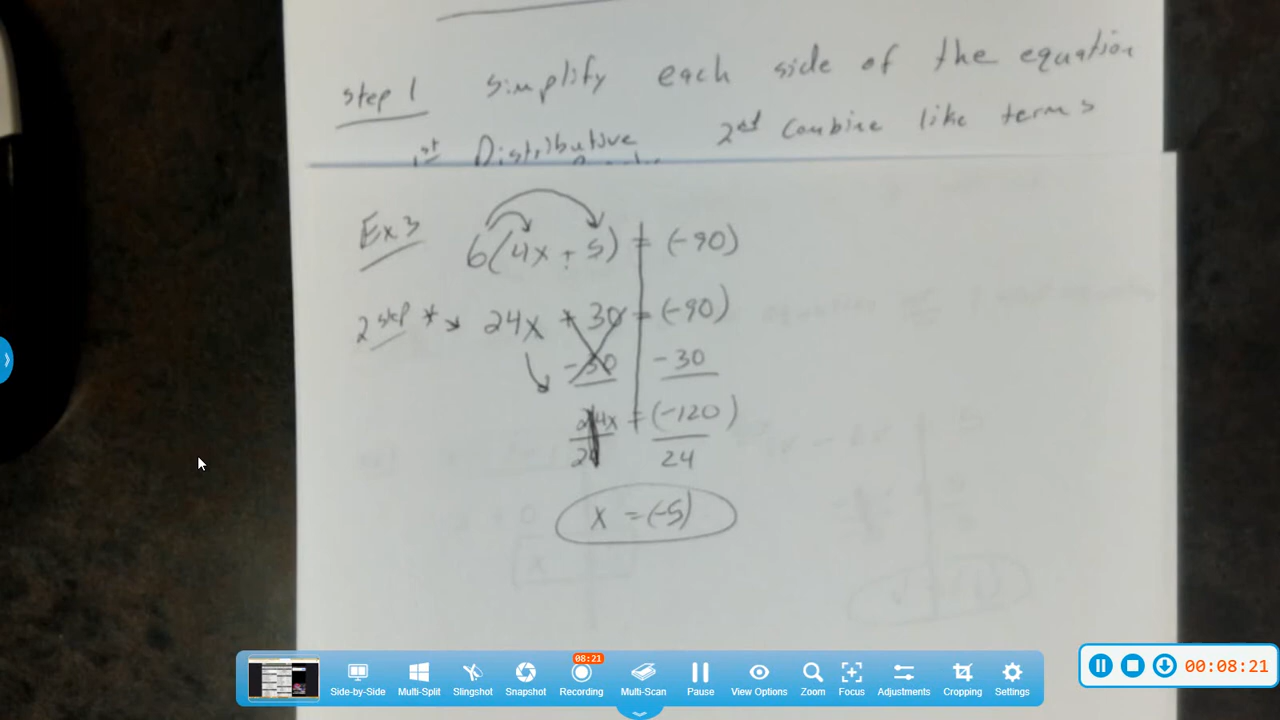 step 1 simplify each side of the equation
1st Distributive 2nd Combine like terms
Ex 3 6(4x + 5) = (-90)
2 step * 24x + 30 = (-90)
-30 -30
24x = (-120)
24 24
x = (-5)
08:21
Side-by-Side Multi-Split Slingshot Snapshot Recording Multi-Scan Pause View Options Zoom Focus Adjustments Cropping Settings
00:08:21